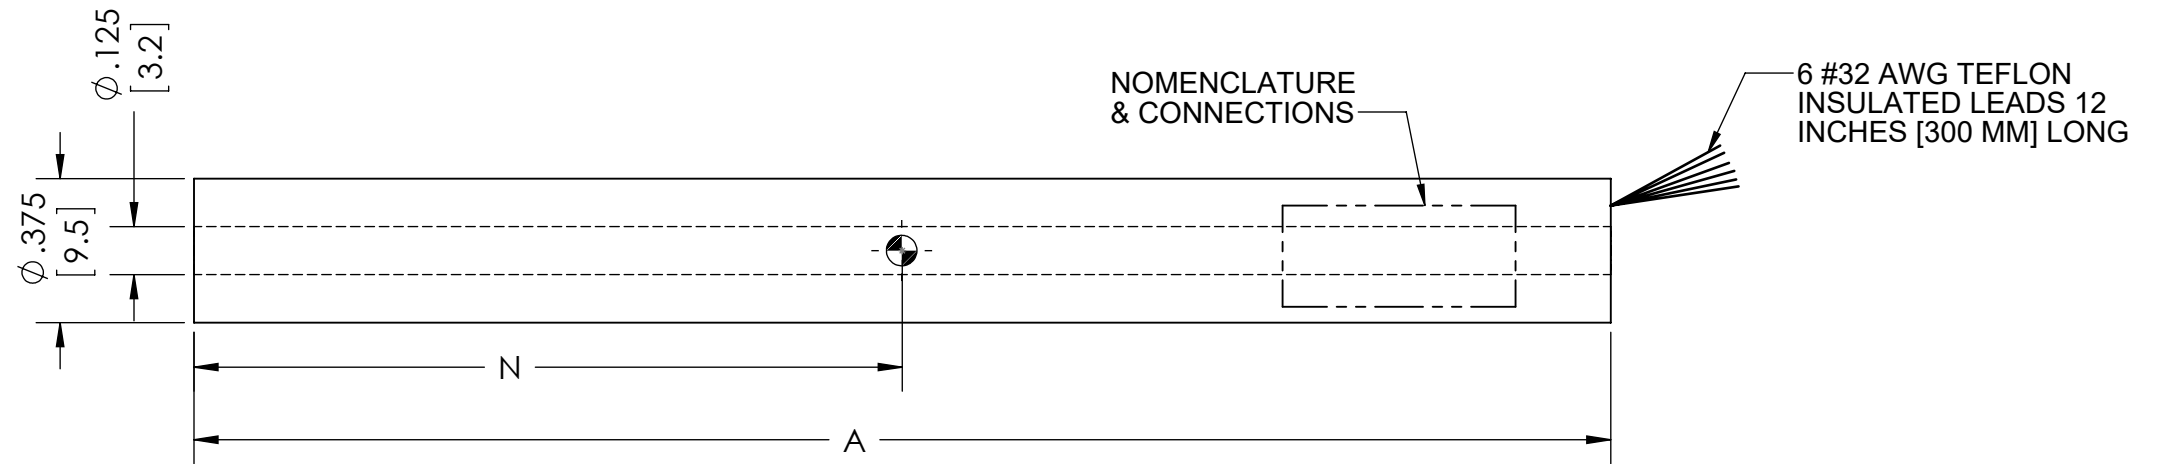 Ø.125
[3.2]
NOMENCLATURE
& CONNECTIONS
6 #32 AWG TEFLON
INSULATED LEADS 12
INCHES [300 MM] LONG
Ø.375
[9.5]
N
A